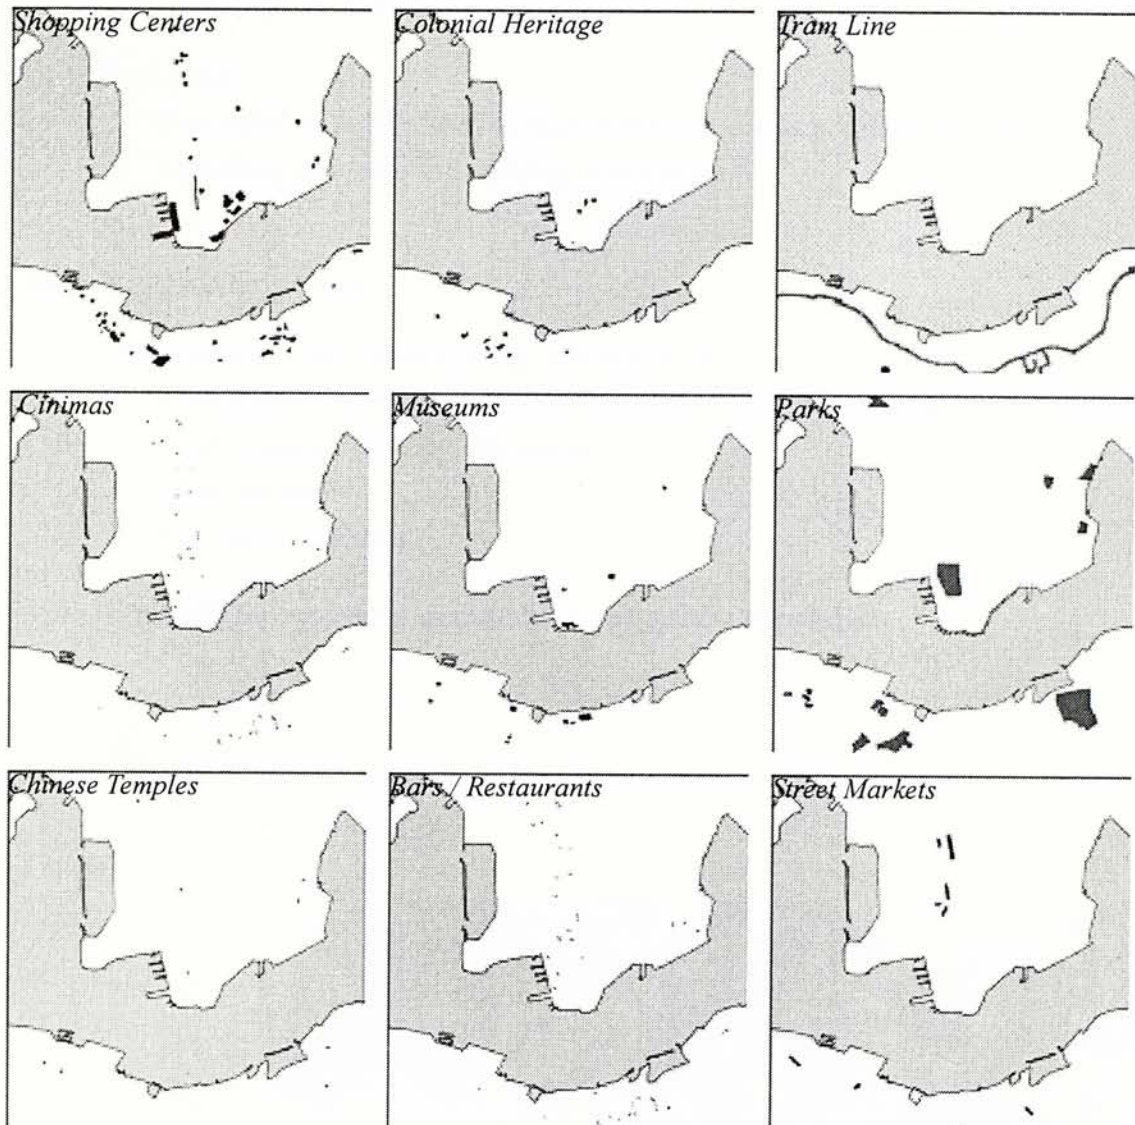 Shopping Centers
Colonial Heritage
Tram Line
Cinimas
Museums
Parks
Chinese Temples
Bars / Restaurants
Street Markets